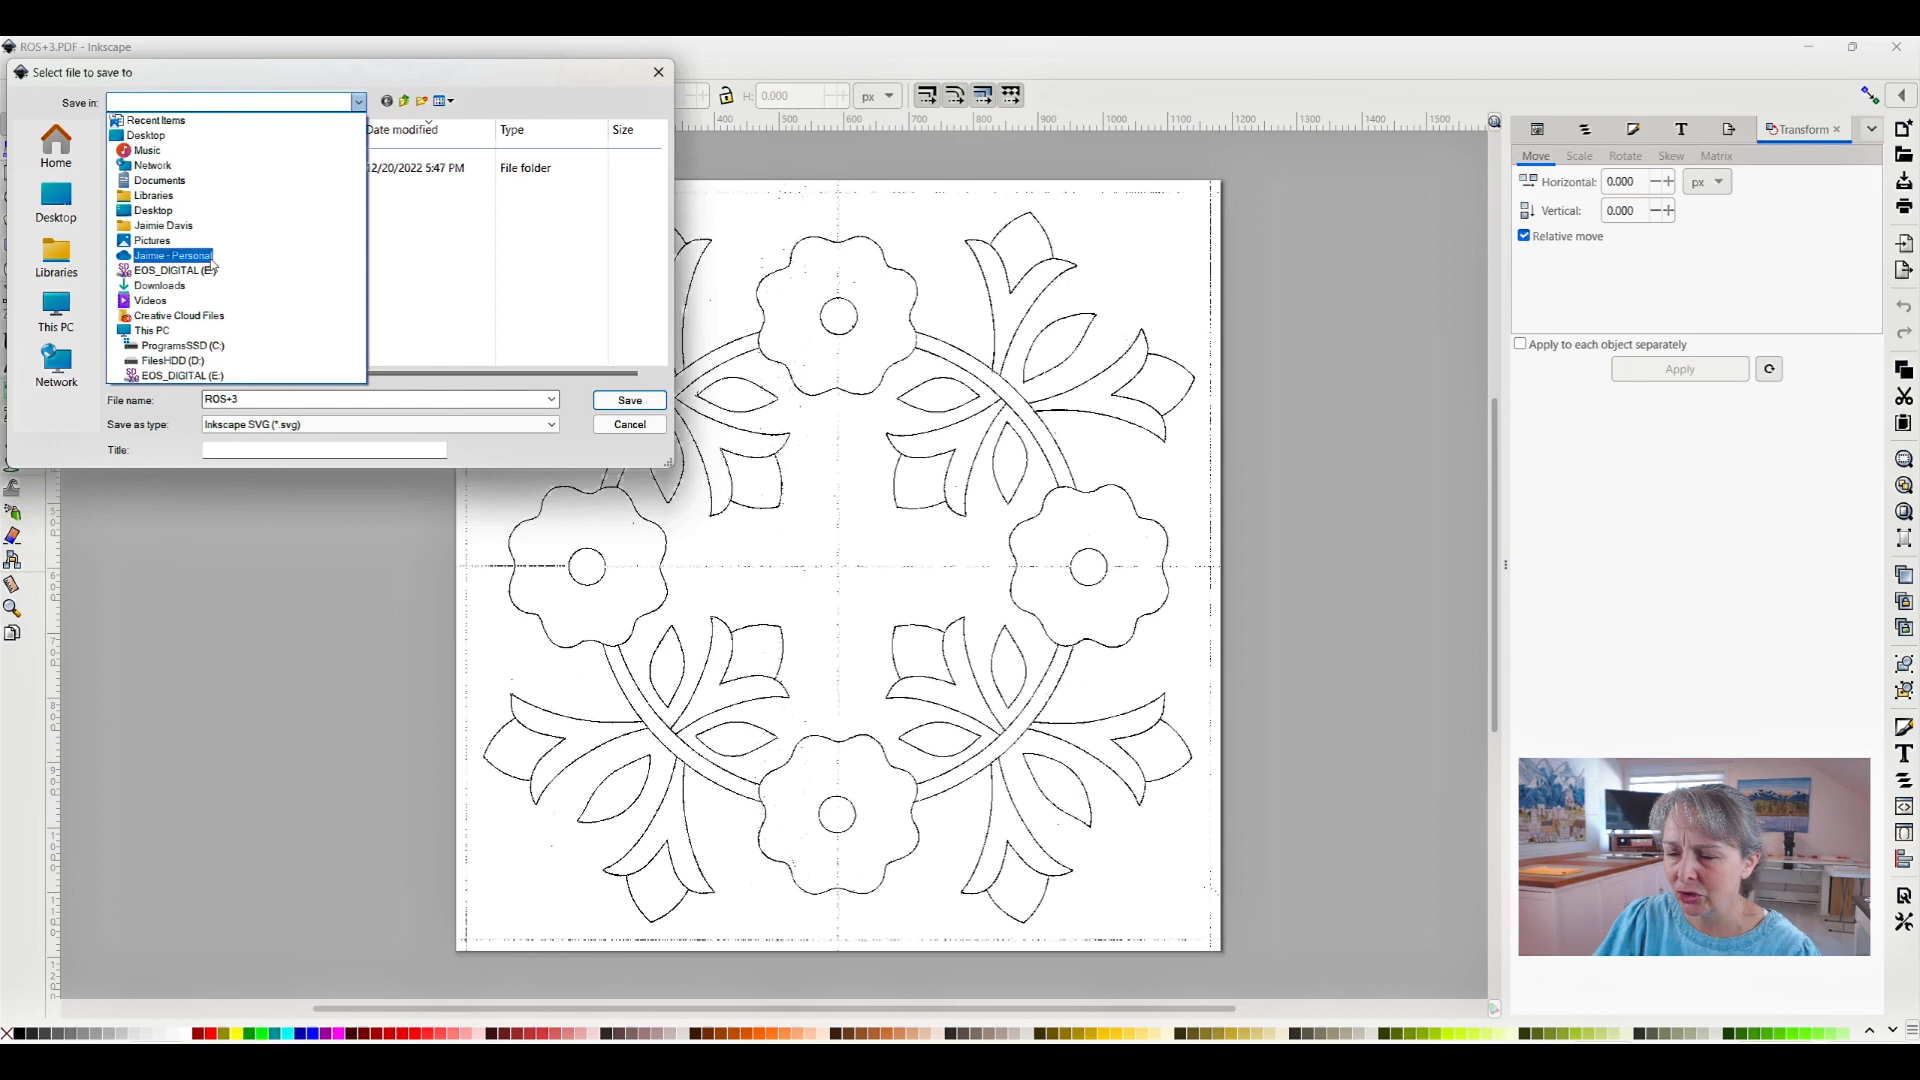 ROS+3.PDF - Inkscape
Select file to save to
Save in:
Recent Items
Desktop
Music
Network
Documents
Libraries
Desktop
Jaimie Davis
Pictures
Jaimie - Personal
EOS_DIGITAL (E:)
Downloads
Videos
Creative Cloud Files
This PC
ProgramsSSD (C:)
FilesHDD (D:)
EOS_DIGITAL (E:)
Home
Desktop
Libraries
This PC
Network
Date modified Type Size
12/20/2022 5:47 PM File folder
File name: ROS+3 Save
Save as type: Inkscape SVG (*.svg) Cancel
Title:
H: 0.000 px
400 500 600 700 800 900 1000 1100 1200 1300 1400 1500
Transform
Move Scale Rotate Skew Matrix
Horizontal: 0.000 px
Vertical: 0.000
Relative move
Apply to each object separately
Apply